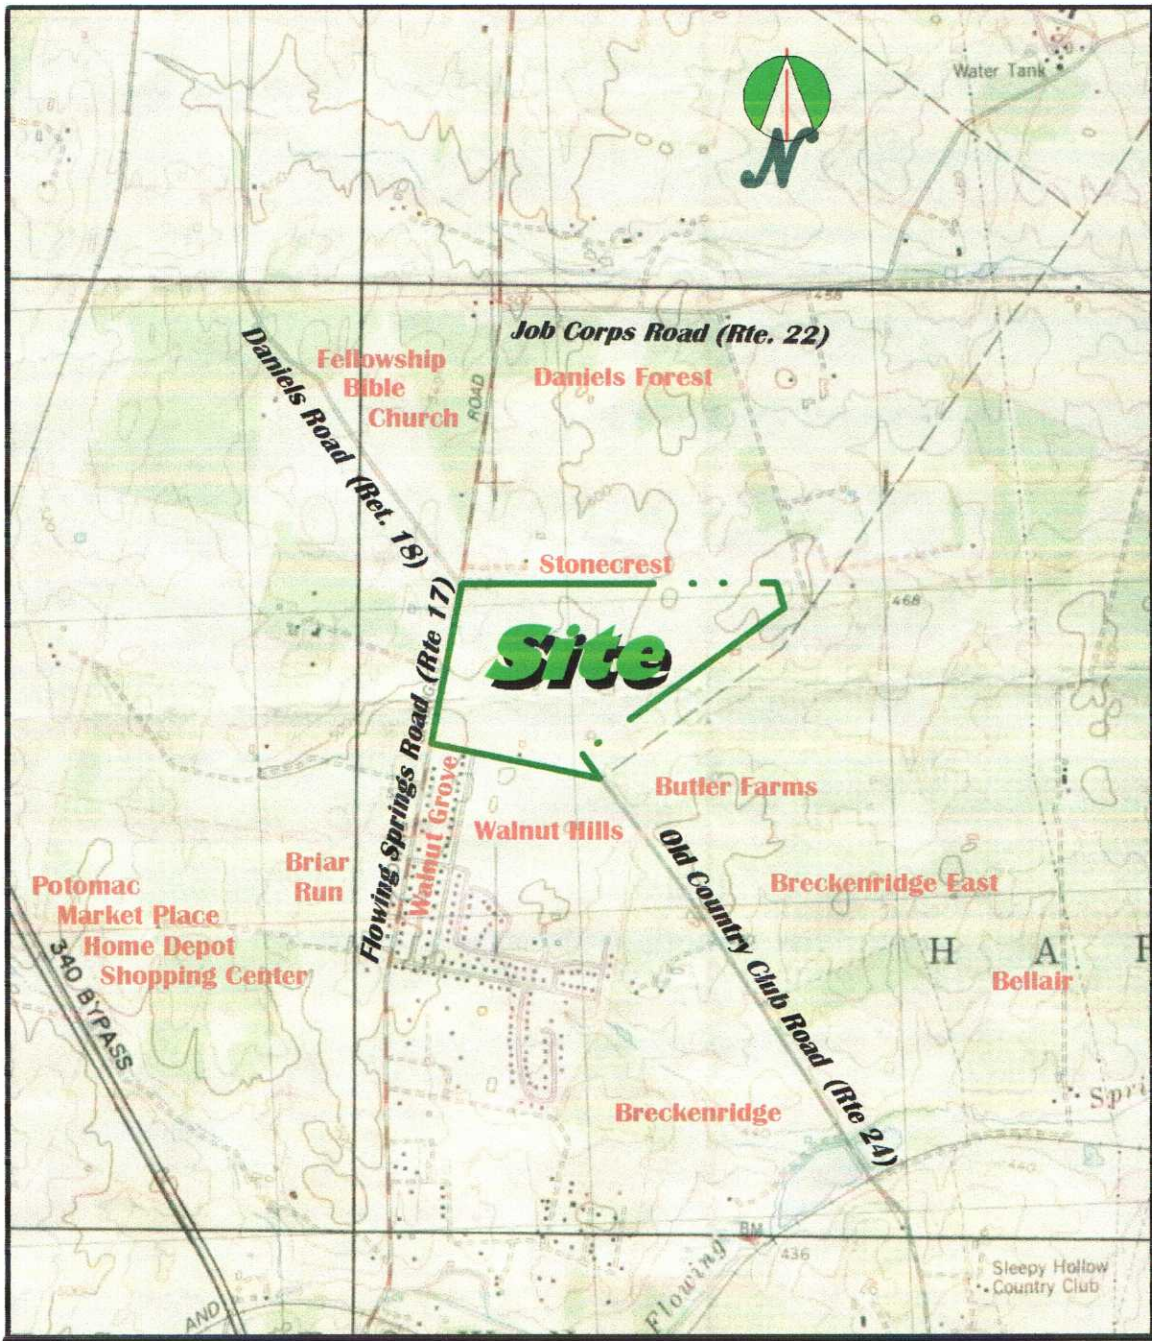 Water Tank
N
458
Job Corps Road (Rte. 22)
Daniels Road (Ret. 18)
Fellowship
Bible
Church
ROAD
Daniels Forest
Stonecrest
468
Site
Flowing Springs Road (Rte 17)
Walnut Grove
Butler Farms
Walnut Hills
Old Country Club Road (Rte 24)
Briar
Run
Breckenridge East
Potomac
Market Place
Home Depot
Shopping Center
340 BYPASS
H A
Bellair
Breckenridge
Spri
440
BM
436
Flowing
Sleepy Hollow
Country Club
AND